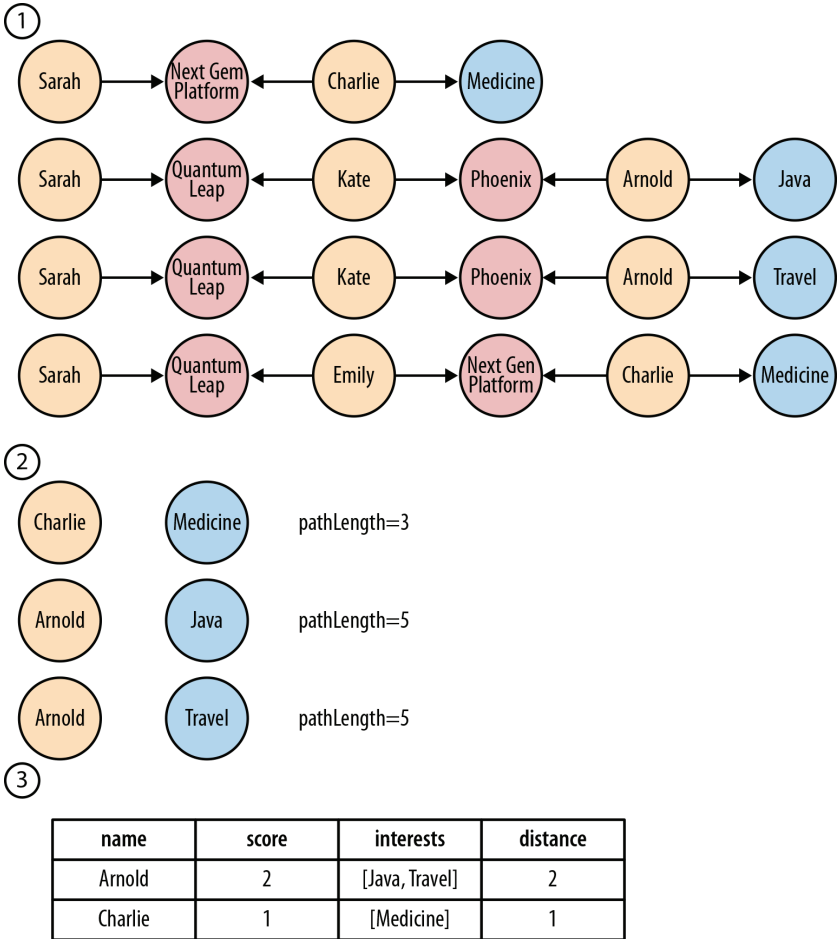 1
Sarah
Next Gem
Platform
Charlie
Medicine
Sarah
Quantum
Leap
Kate
Phoenix
Arnold
Java
Sarah
Quantum
Leap
Kate
Phoenix
Arnold
Travel
Sarah
Quantum
Leap
Emily
Next Gen
Platform
Charlie
Medicine
2
Charlie
Medicine
pathLength=3
Arnold
Java
pathLength=5
Arnold
Travel
pathLength=5
3
name score interests distance
Arnold 2 [Java, Travel] 2
Charlie 1 [Medicine] 1